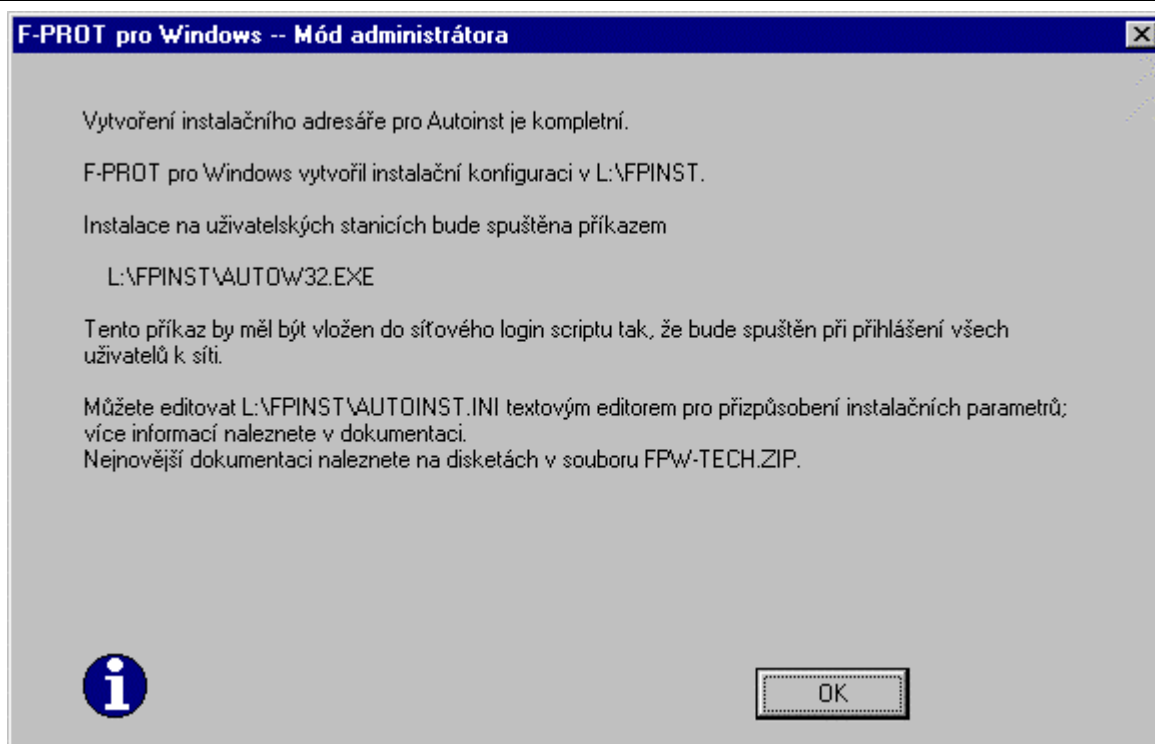 F-PROT pro Windows -- Mód administrátora
Vytvoření instalačního adresáře pro Autoinst je kompletní.
F-PROT pro Windows vytvořil instalační konfiguraci v L:\FPINST.
Instalace na uživatelských stanicích bude spuštěna příkazem
L:\FPINST\AUTOW32.EXE
Tento příkaz by měl být vložen do síťového login scriptu tak, že bude spuštěn při přihlášení všech
uživatelů k síti.
Můžete editovat L:\FPINST\AUTOINST.INI textovým editorem pro přizpůsobení instalačních parametrů;
více informací naleznete v dokumentaci.
Nejnovější dokumentaci naleznete na disketách v souboru FPW-TECH.ZIP.
OK